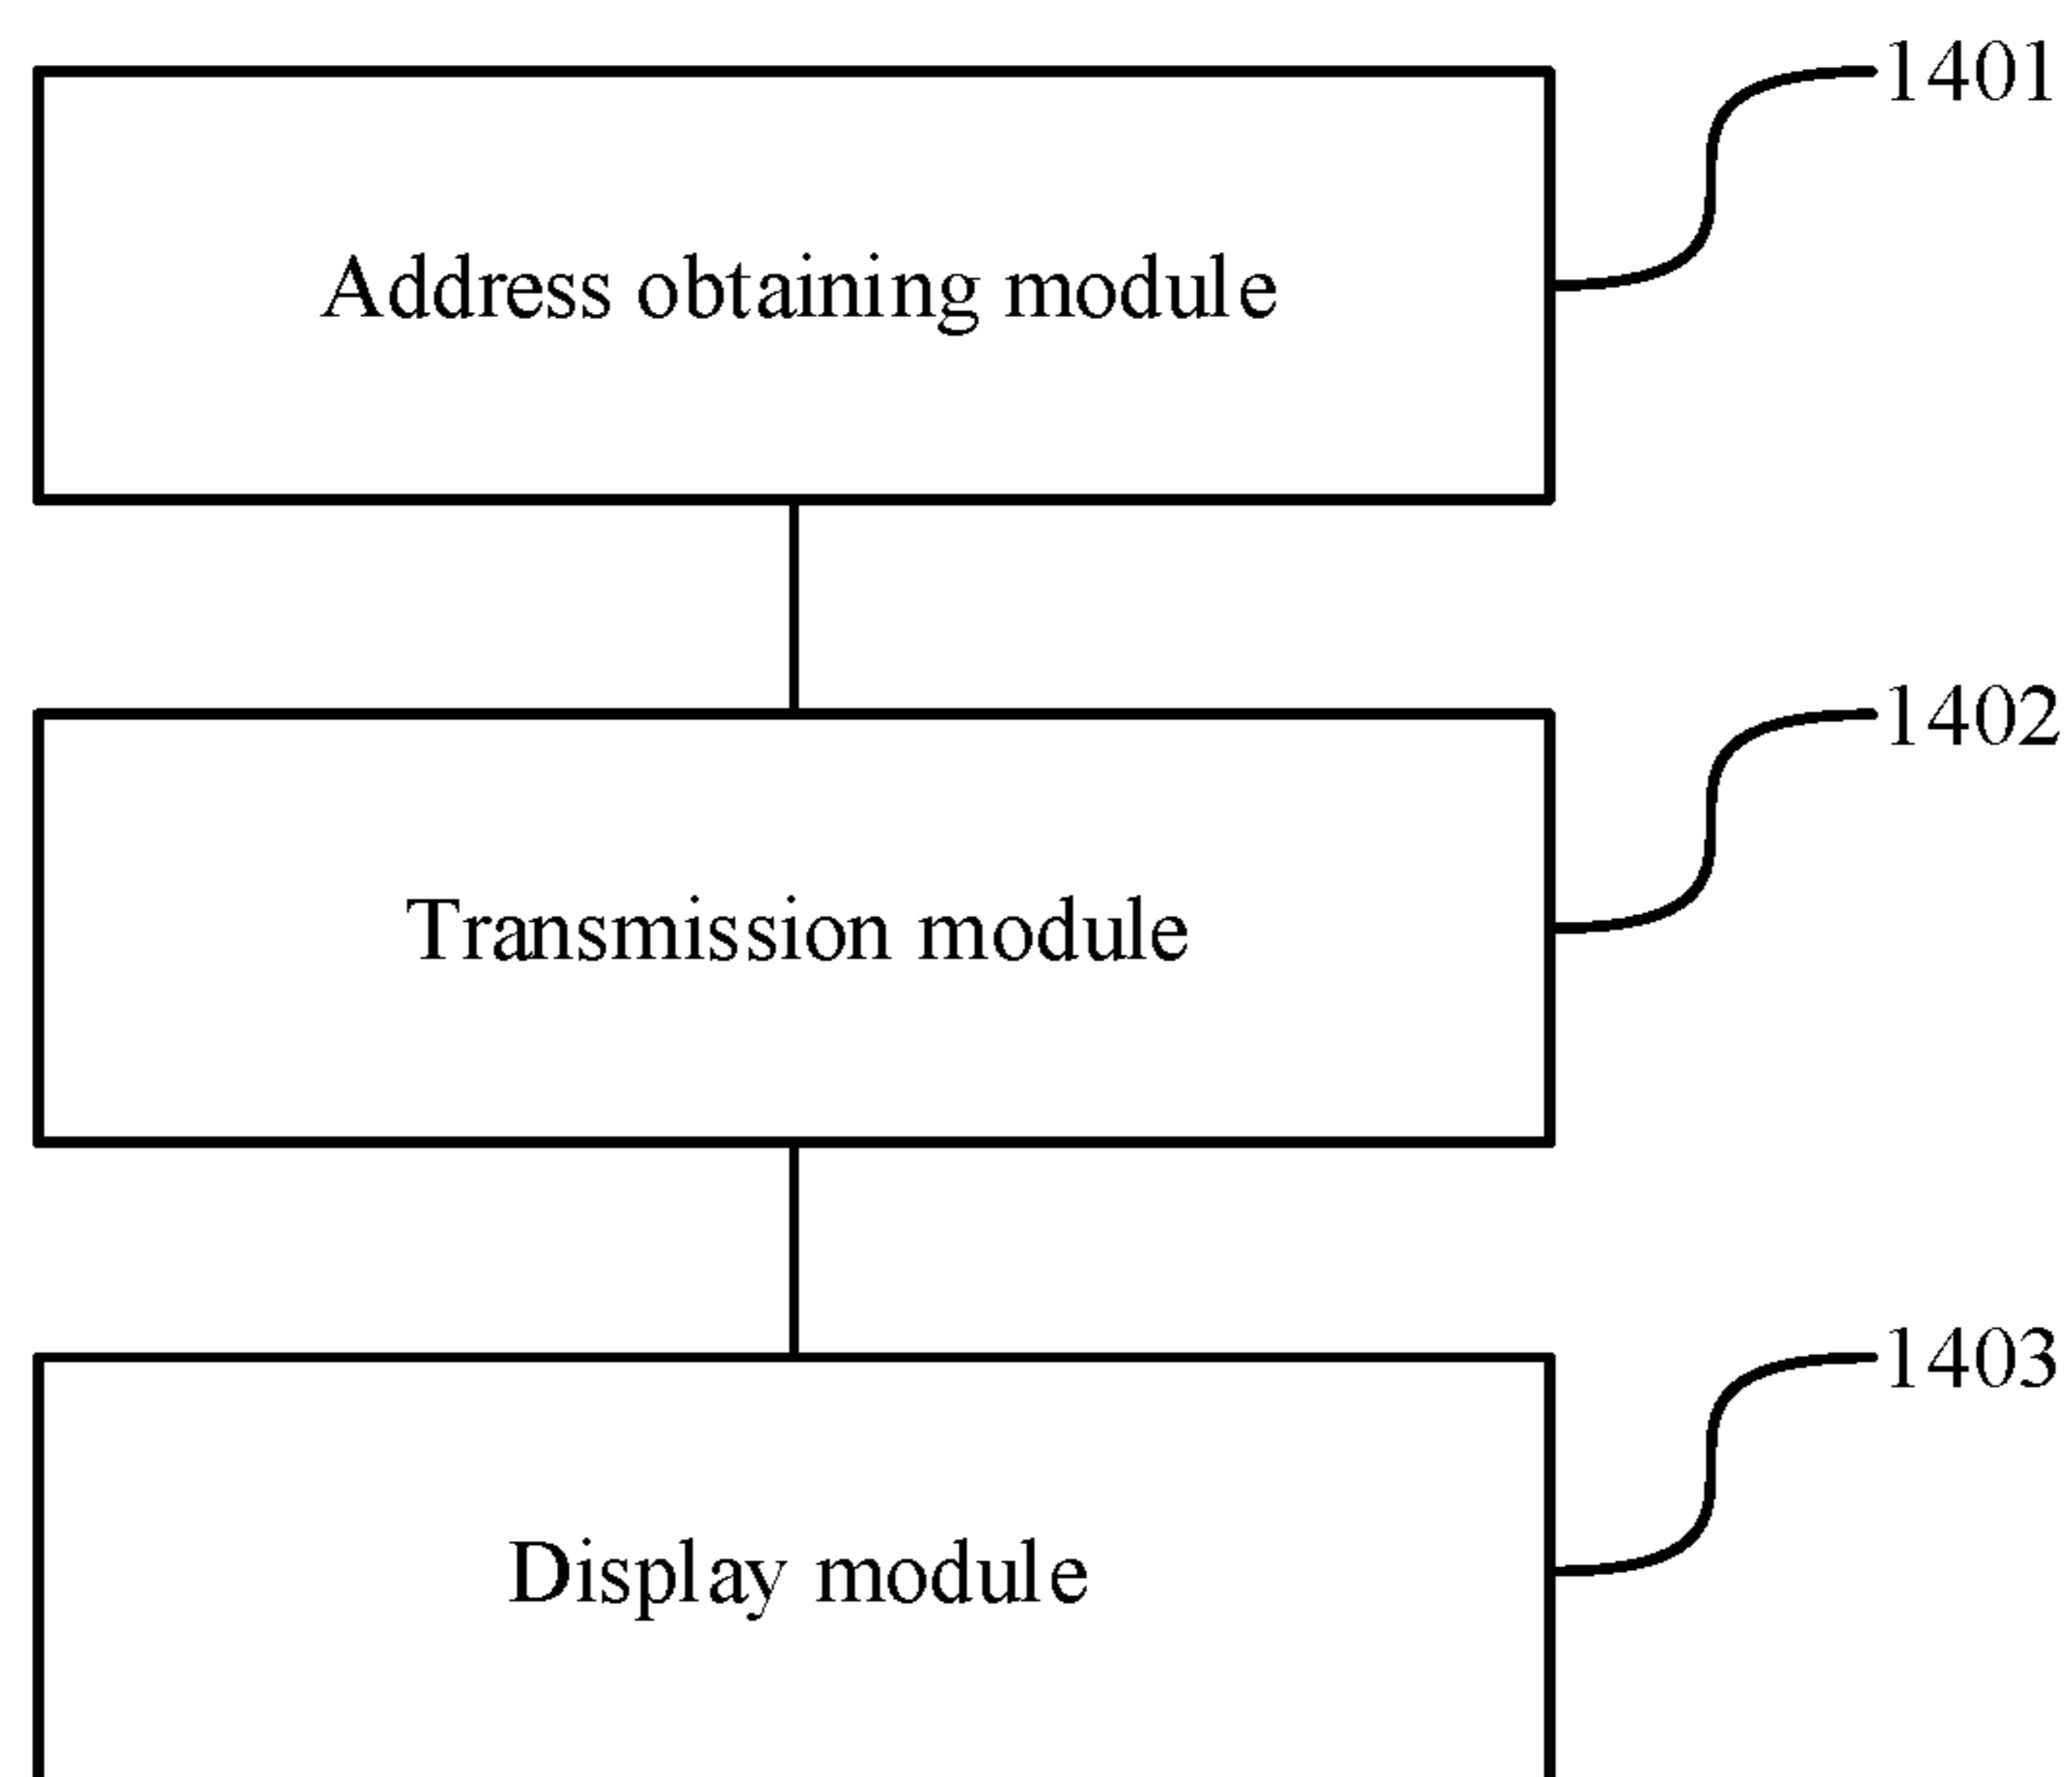 1401
Address obtaining module
1402
Transmission module
1403
Display module